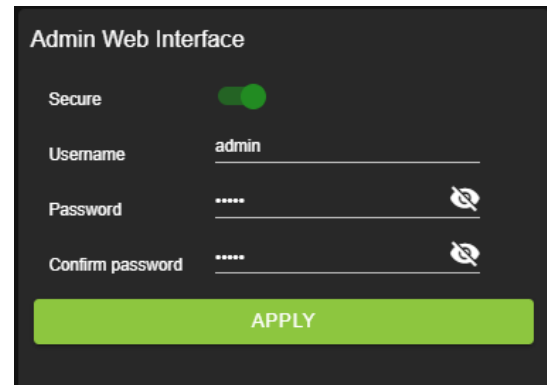 Admin Web Interface
Secure
Username admin
Password •••••
Confirm password •••••
APPLY